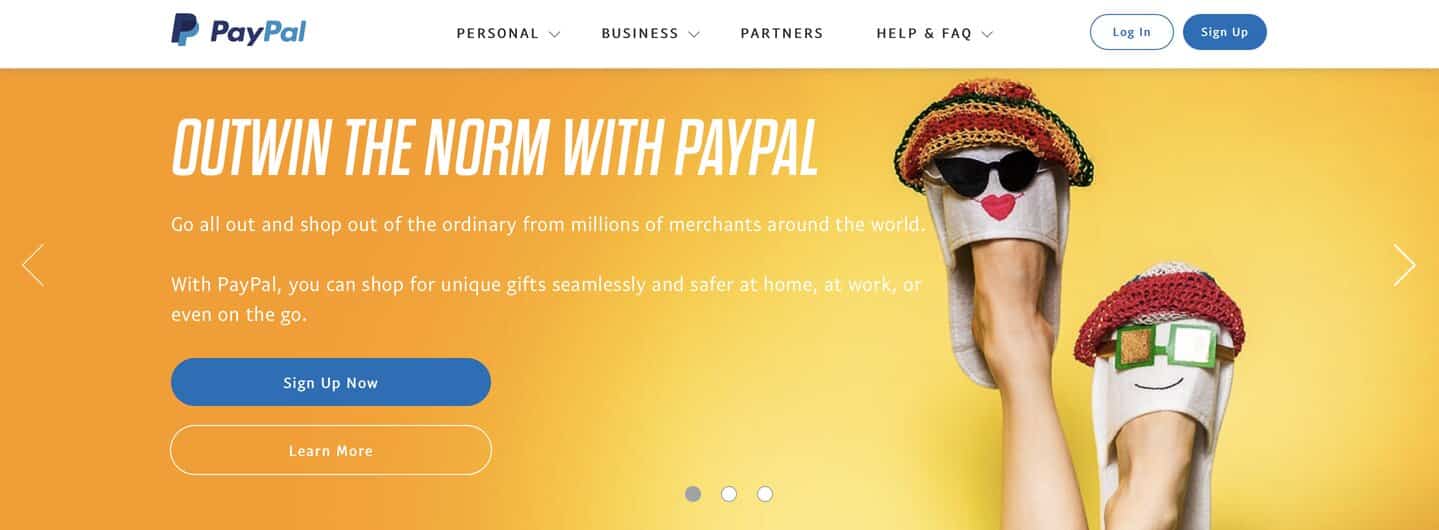 PayPal
PERSONAL
BUSINESS
PARTNERS
HELP & FAQ
Log In
Sign Up
OUTWIN THE NORM WITH PAYPAL
Go all out and shop out of the ordinary from millions of merchants around the world.
With PayPal, you can shop for unique gifts seamlessly and safer at home, at work, or
even on the go.
Sign Up Now
Learn More